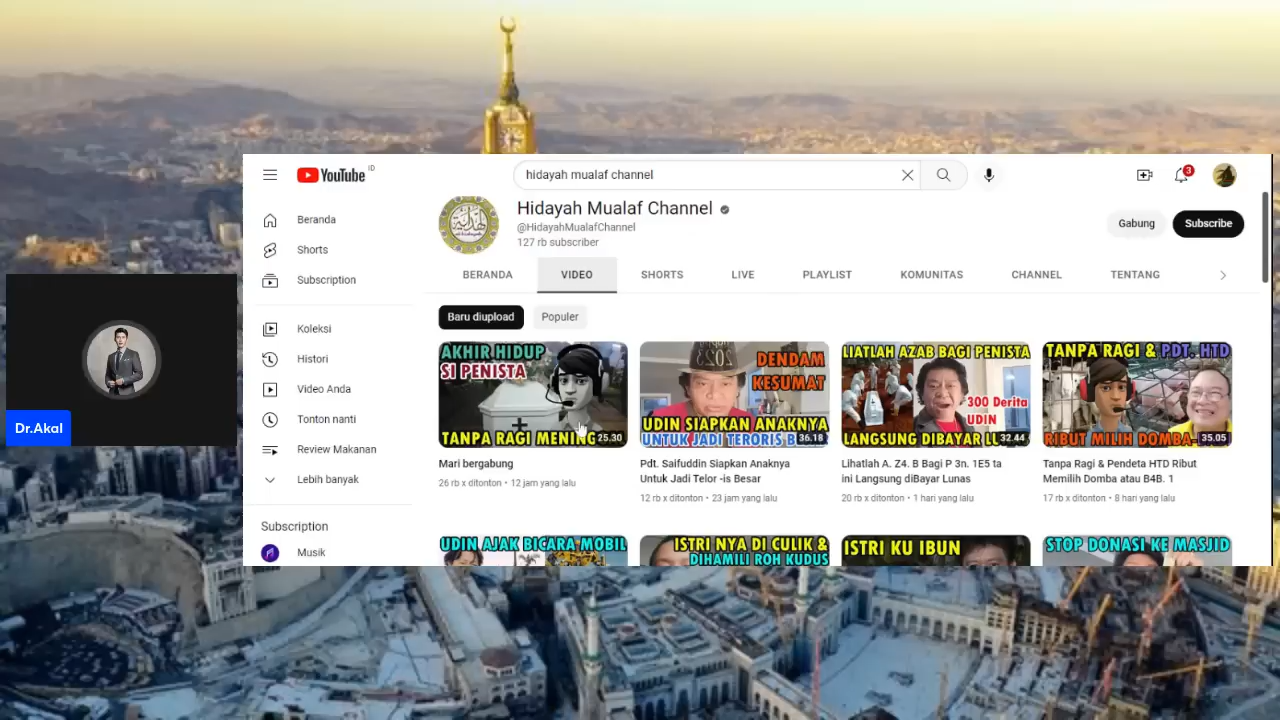 YouTube ID
hidayah mualaf channel
3
Hidayah Mualaf Channel
@HidayahMualafChannel
127 rb subscriber
Gabung
Subscribe
BERANDA
VIDEO
SHORTS
LIVE
PLAYLIST
KOMUNITAS
CHANNEL
TENTANG
Baru diupload
Populer
Beranda
Shorts
Subscription
Koleksi
Histori
Video Anda
Tonton nanti
Review Makanan
Lebih banyak
Subscription
Musik
Dr.Akal
AKHIR HIDUP
SI PENISTA
TANPA RAGI MENING
25.30
Mari bergabung
26 rb x ditonton • 12 jam yang lalu
2023
DENDAM
KESUMAT
UDIN SIAPKAN ANAKNYA
UNTUK JADI TERORIS B
36.18
Pdt. Saifuddin Siapkan Anaknya
Untuk Jadi Telor -is Besar
12 rb x ditonton • 23 jam yang lalu
LIATLAH AZAB BAGI PENISTA
300 Derita
UDIN
LANGSUNG DIBAYAR LU
32.44
Lihatlah A. Z4. B Bagi P 3n. 1E5 ta
ini Langsung diBayar Lunas
20 rb x ditonton • 1 hari yang lalu
TANPA RAGI & PDT. HTD
RIBUT MILIH DOMBA
35.05
Tanpa Ragi & Pendeta HTD Ribut
Memilih Domba atau B4B. 1
17 rb x ditonton • 8 hari yang lalu
UDIN AJAK BICARA MOBIL
ISTRI NYA DI CULIK &
DIHAMILI ROH KUDUS
ISTRI KU IBUN
STOP DONASI KE MASJID